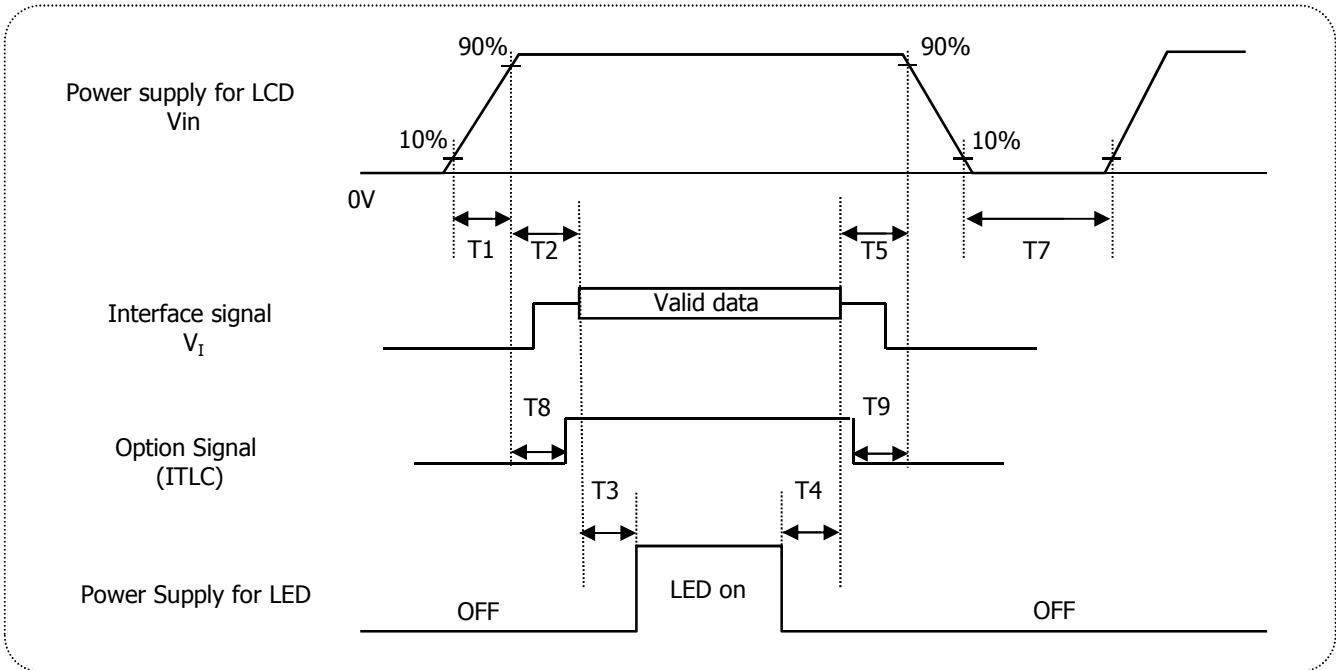 90%
90%
Power supply for LCD
Vin
10%
10%
0V
T1
T2
T5
T7
Interface signal
VI
Valid data
T8
T9
Option Signal
(ITLC)
T3
T4
Power Supply for LED
OFF
LED on
OFF